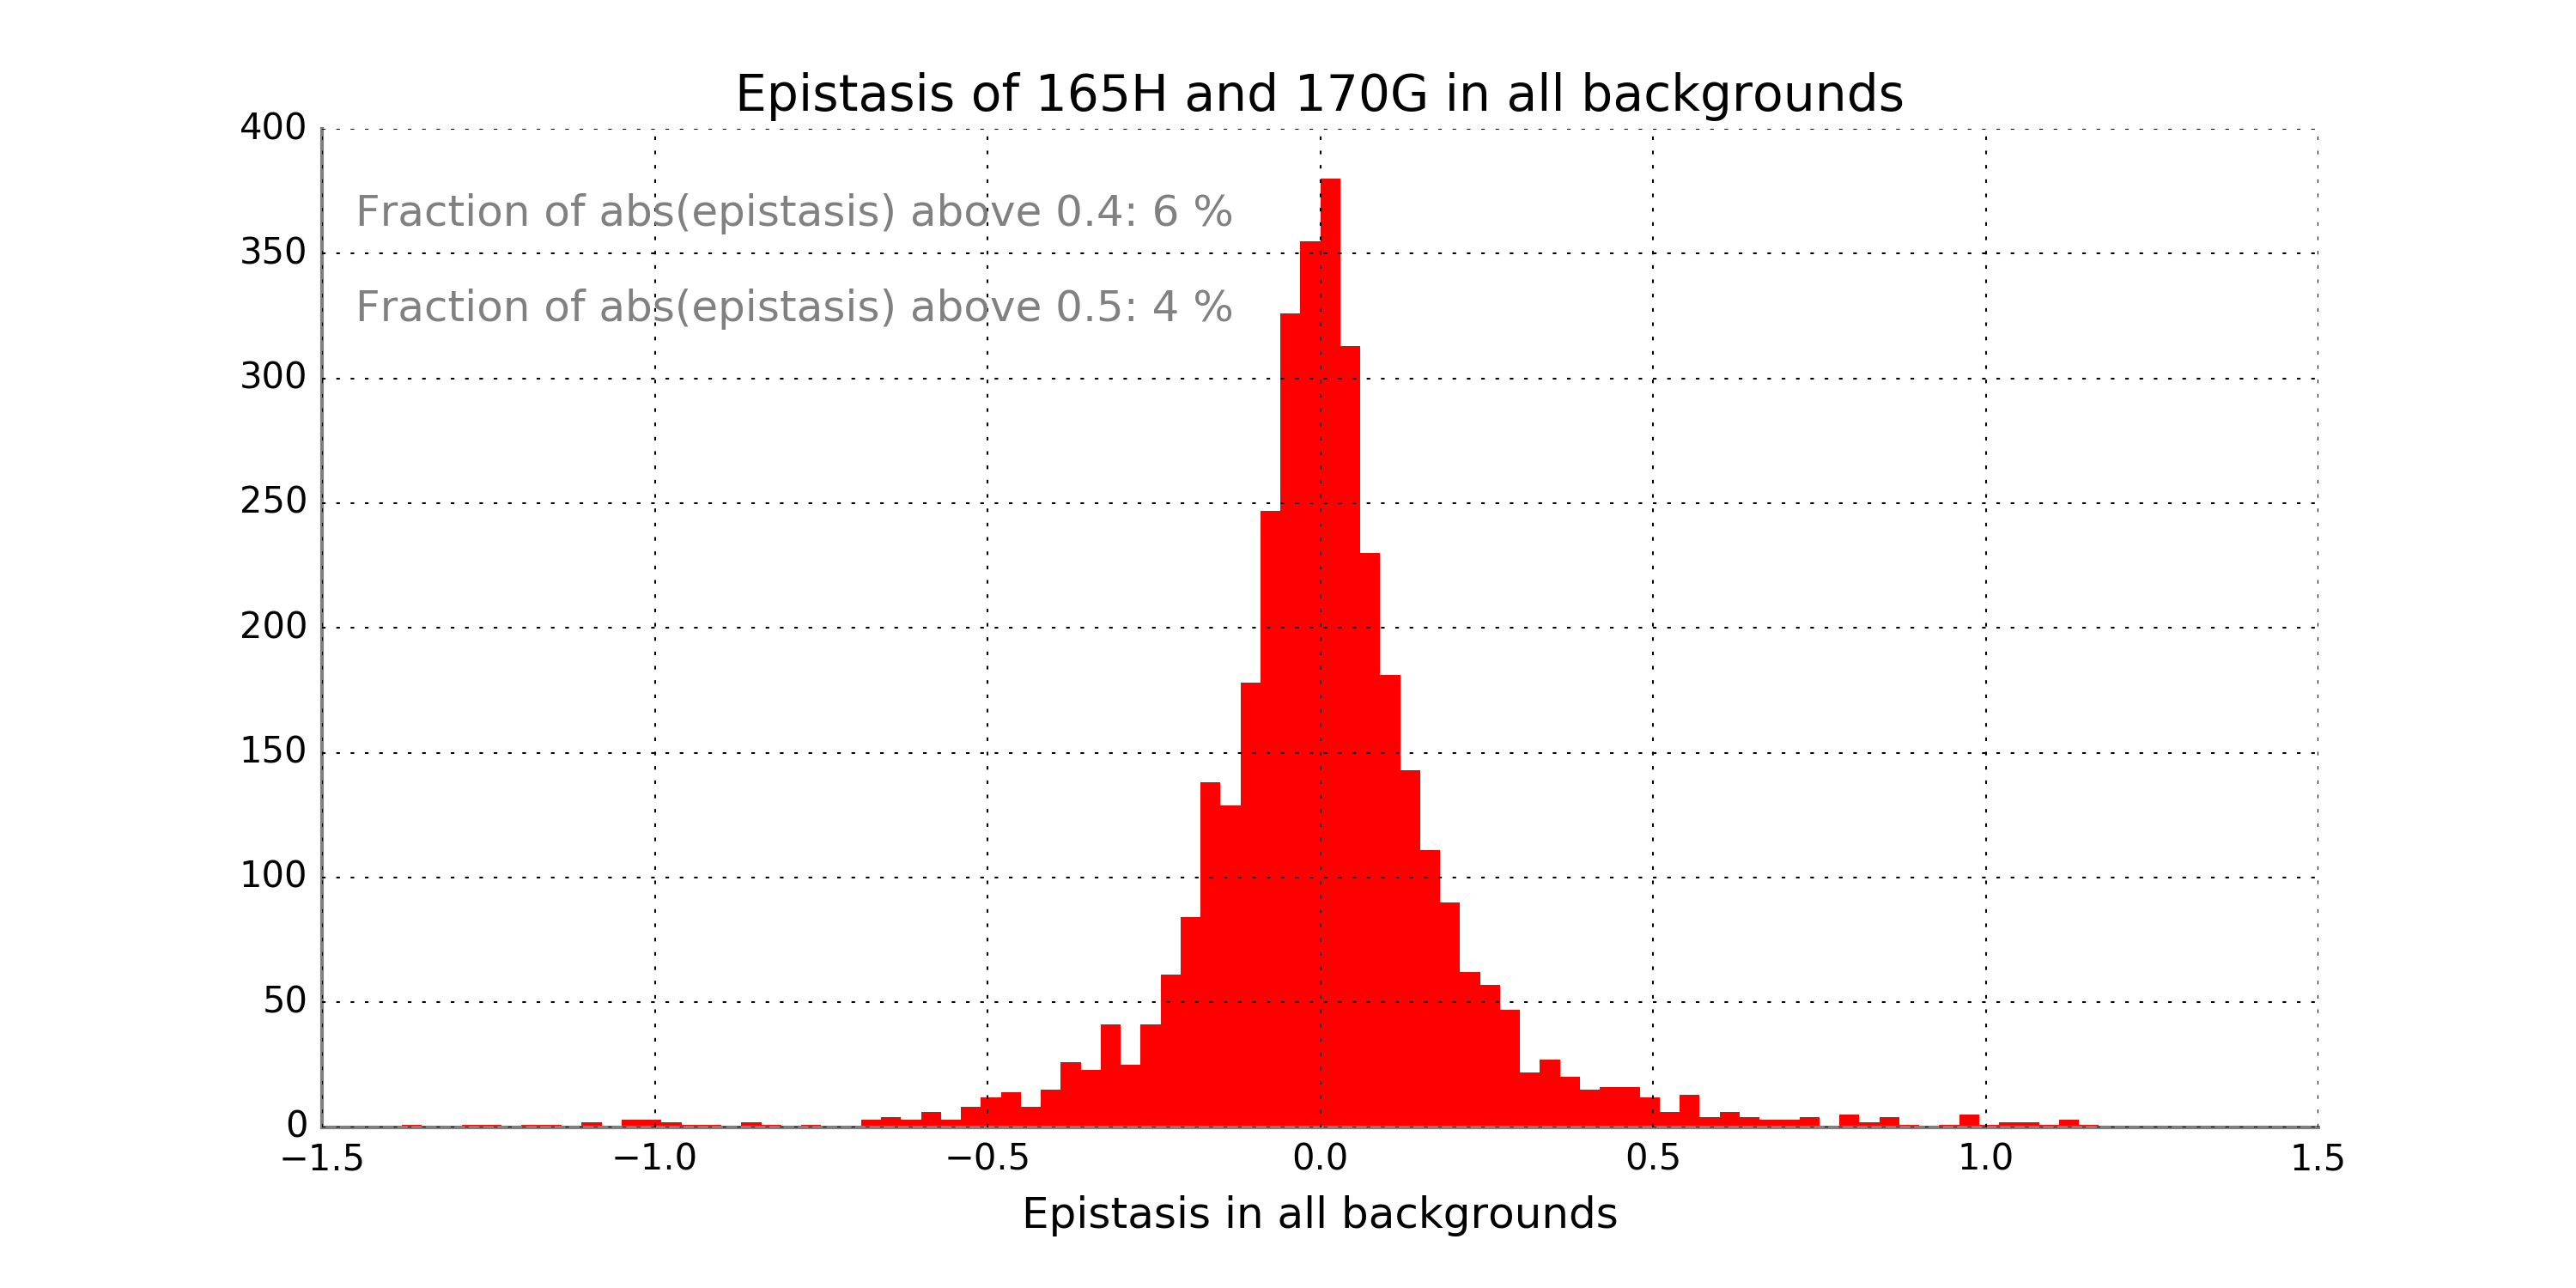 Epistasis of 165H and 170G in all backgrounds
400
350
300
250
200
150
100
50
0
Fraction of abs(epistasis) above 0.4: 6 %
Fraction of abs(epistasis) above 0.5: 4 %
−1.5 −1.0 −0.5 0.0 0.5 1.0 1.5
Epistasis in all backgrounds